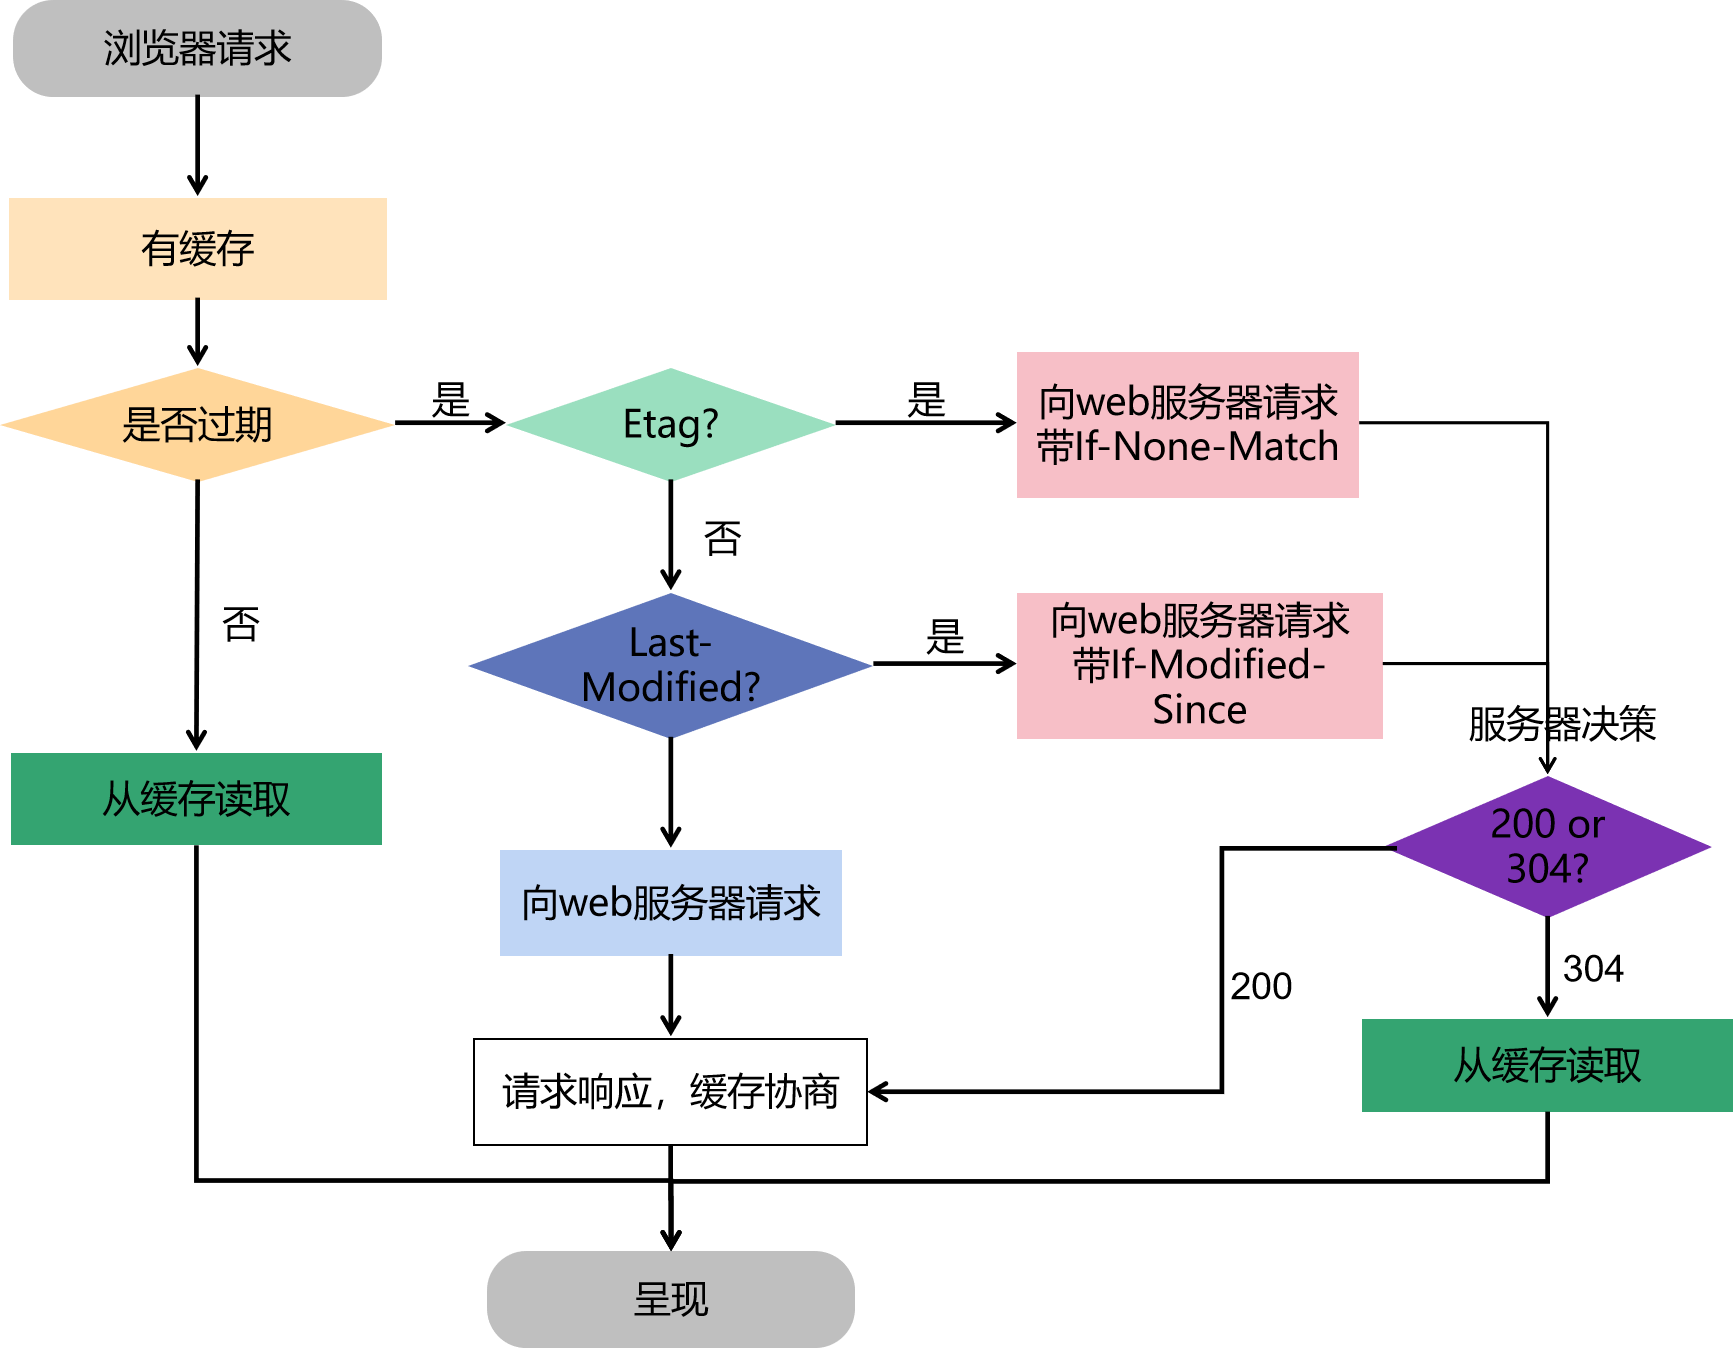 浏览器请求
有缓存
是否过期
是
Etag?
是
向web服务器请求
带If-None-Match
否
否
Last-
Modified?
是
向web服务器请求
带If-Modified-
Since
服务器决策
从缓存读取
200 or
304?
向web服务器请求
200
304
请求响应，缓存协商
从缓存读取
呈现